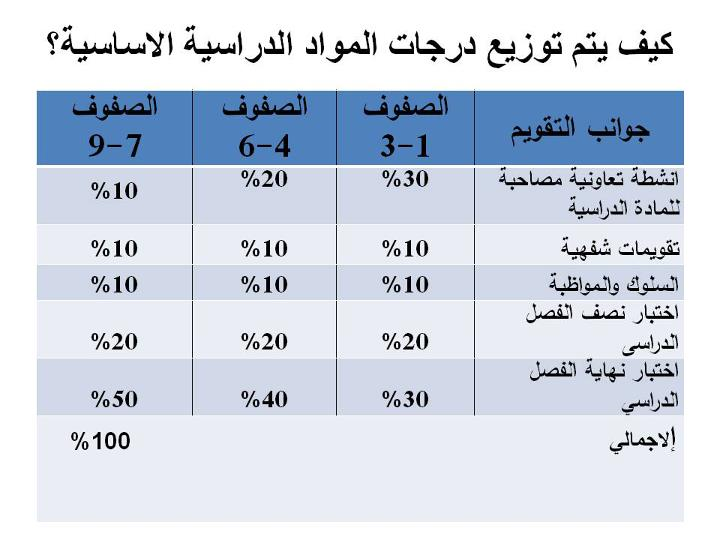 كيف يتم توزيع درجات المواد الدراسية الاساسية؟
جوانب التقويم
الصفوف
1-3
الصفوف
4-6
الصفوف
7-9
انشطة تعاونية مصاحبة
للمادة الدراسية
%30
%20
%10
تقويمات شفهية
%10
%10
%10
السلوك والمواظبة
%10
%10
%10
اختبار نصف الفصل
الدراسى
%20
%20
%20
اختبار نهاية الفصل
الدراسي
%30
%40
%50
إلاجمالي
%100